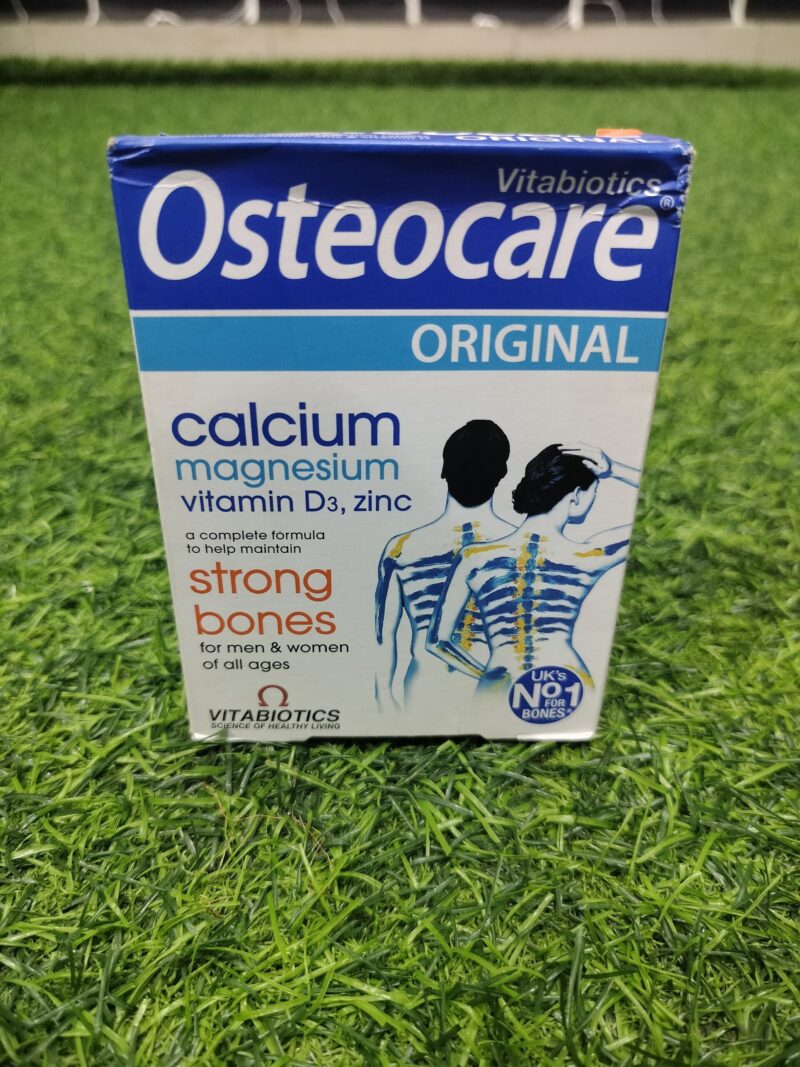 ORIGINAL
Vitabiotics
Osteocare®
ORIGINAL
calcium
magnesium
vitamin D3, zinc
a complete formula
to help maintain
strong
bones
for men & women
of all ages
VITABIOTICS
SCIENCE OF HEALTHY LIVING
UK's
No1
FOR
BONES*